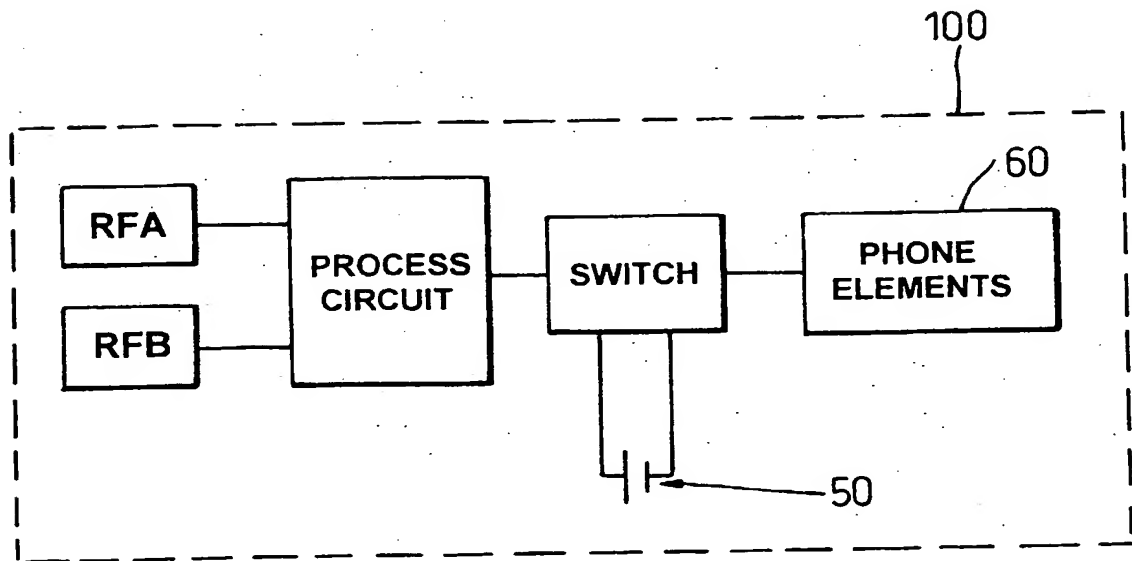 100
60
RFA
RFB
PROCESS
CIRCUIT
SWITCH
PHONE
ELEMENTS
50